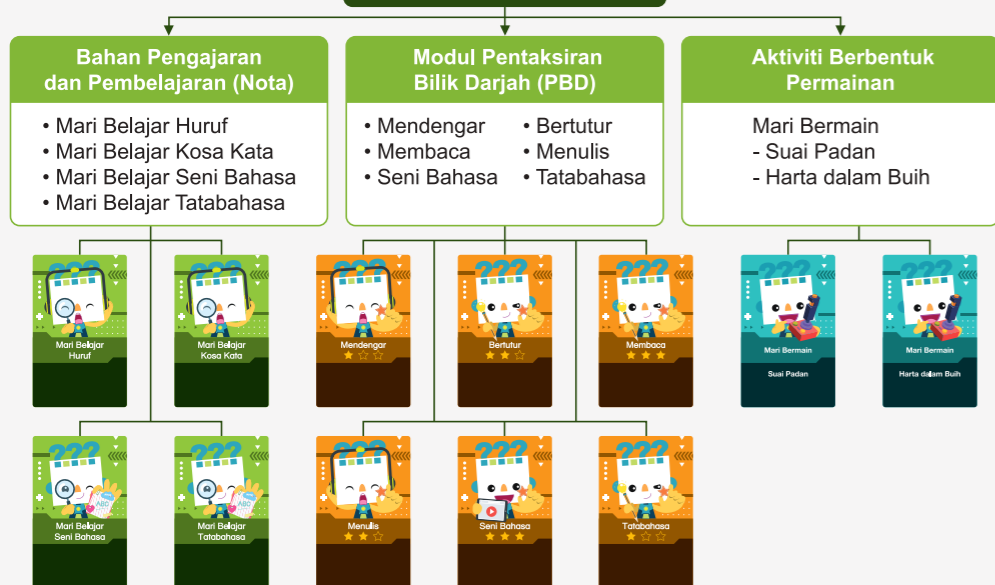 Bahan Pengajaran
dan Pembelajaran (Nota)
• Mari Belajar Huruf
• Mari Belajar Kosa Kata
• Mari Belajar Seni Bahasa
• Mari Belajar Tatabahasa
Modul Pentaksiran
Bilik Darjah (PBD)
• Mendengar
• Membaca
• Seni Bahasa
• Bertutur
• Menulis
• Tatabahasa
Aktiviti Berbentuk
Permainan
Mari Bermain
- Suai Padan
- Harta dalam Buih
???
Mari Belajar
Huruf
???
Mari Belajar
Kosa Kata
???
Mendengar
???
Bertutur
???
Membaca
???
Mari Bermain
Suai Padan
???
Mari Bermain
Harta dalam Buih
???
ABC
Mari Belajar
Seni Bahasa
???
ABC
Mari Belajar
Tatabahasa
???
Menulis
???
Seni Bahasa
???
Tatabahasa